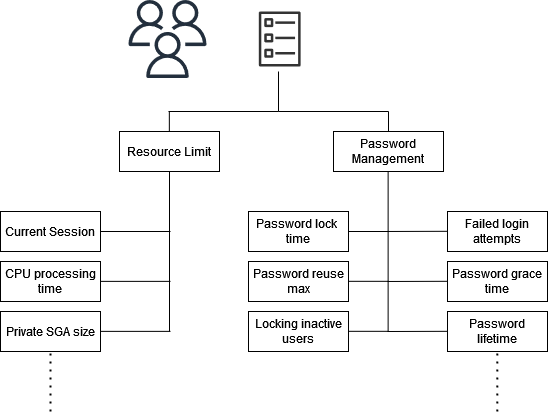 Resource Limit
Password
Management
Current Session
CPU processing
time
Private SGA size
Password lock
time
Password reuse
max
Locking inactive
users
Failed login
attempts
Password grace
time
Password
lifetime